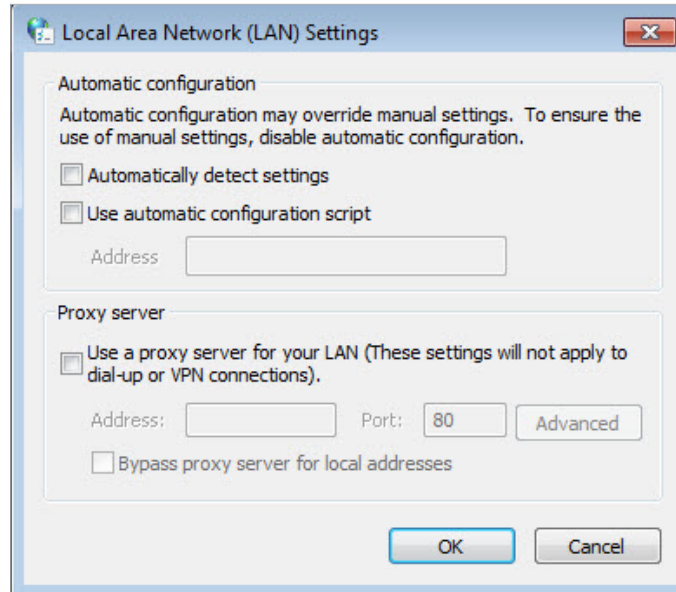 Local Area Network (LAN) Settings
Automatic configuration
Automatic configuration may override manual settings. To ensure the
use of manual settings, disable automatic configuration.
Automatically detect settings
Use automatic configuration script
Address
Proxy server
Use a proxy server for your LAN (These settings will not apply to
dial-up or VPN connections).
Address: Port: 80 Advanced
Bypass proxy server for local addresses
OK Cancel